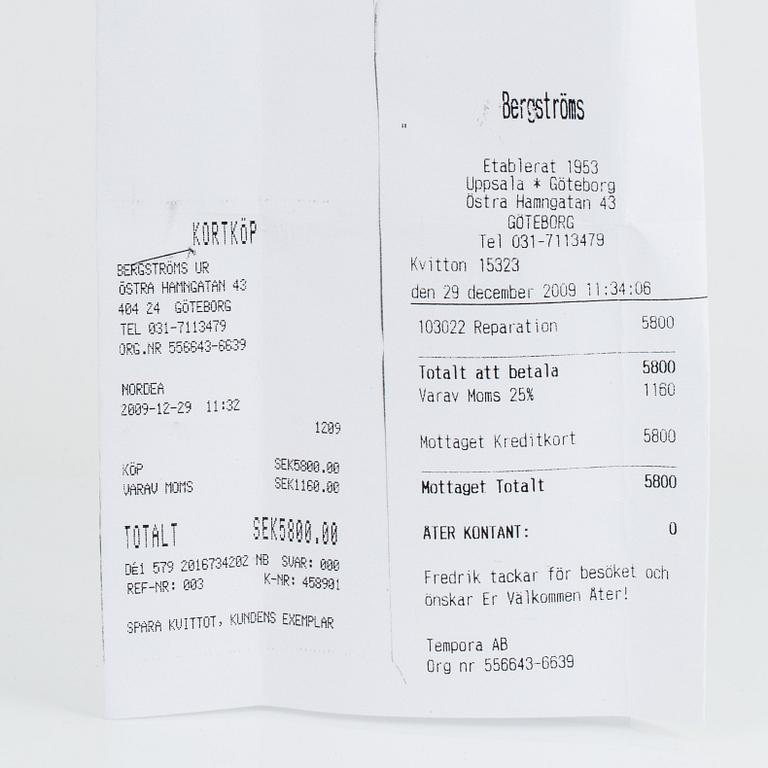 KORTKÖP
BERGSTRÖMS UR
ÖSTRA HAMNGATAN 43
404 24 GÖTEBORG
TEL 031-7113479
ORG.NR 556643-6639
NORDEA
2009-12-29 11:32
1209
KÖP SEK5800.00
VARAV MOMS SEK1160.00
TOTALT SEK5800.00
Dé1 579 2016734202 NB SVAR: 000
REF-NR: 003 K-NR: 458901
SPARA KVITTOT, KUNDENS EXEMPLAR
Bergströms
Etablerat 1953
Uppsala * Göteborg
Östra Hamngatan 43
GÖTEBORG
Tel 031-7113479
Kvitton 15323
den 29 december 2009 11:34:06
103022 Reparation 5800
Totalt att betala 5800
Varav Moms 25% 1160
Mottaget Kreditkort 5800
Mottaget Totalt 5800
ÅTER KONTANT: 0
Fredrik tackar för besöket och
önskar Er Välkommen Åter!
Tempora AB
Org nr 556643-6639